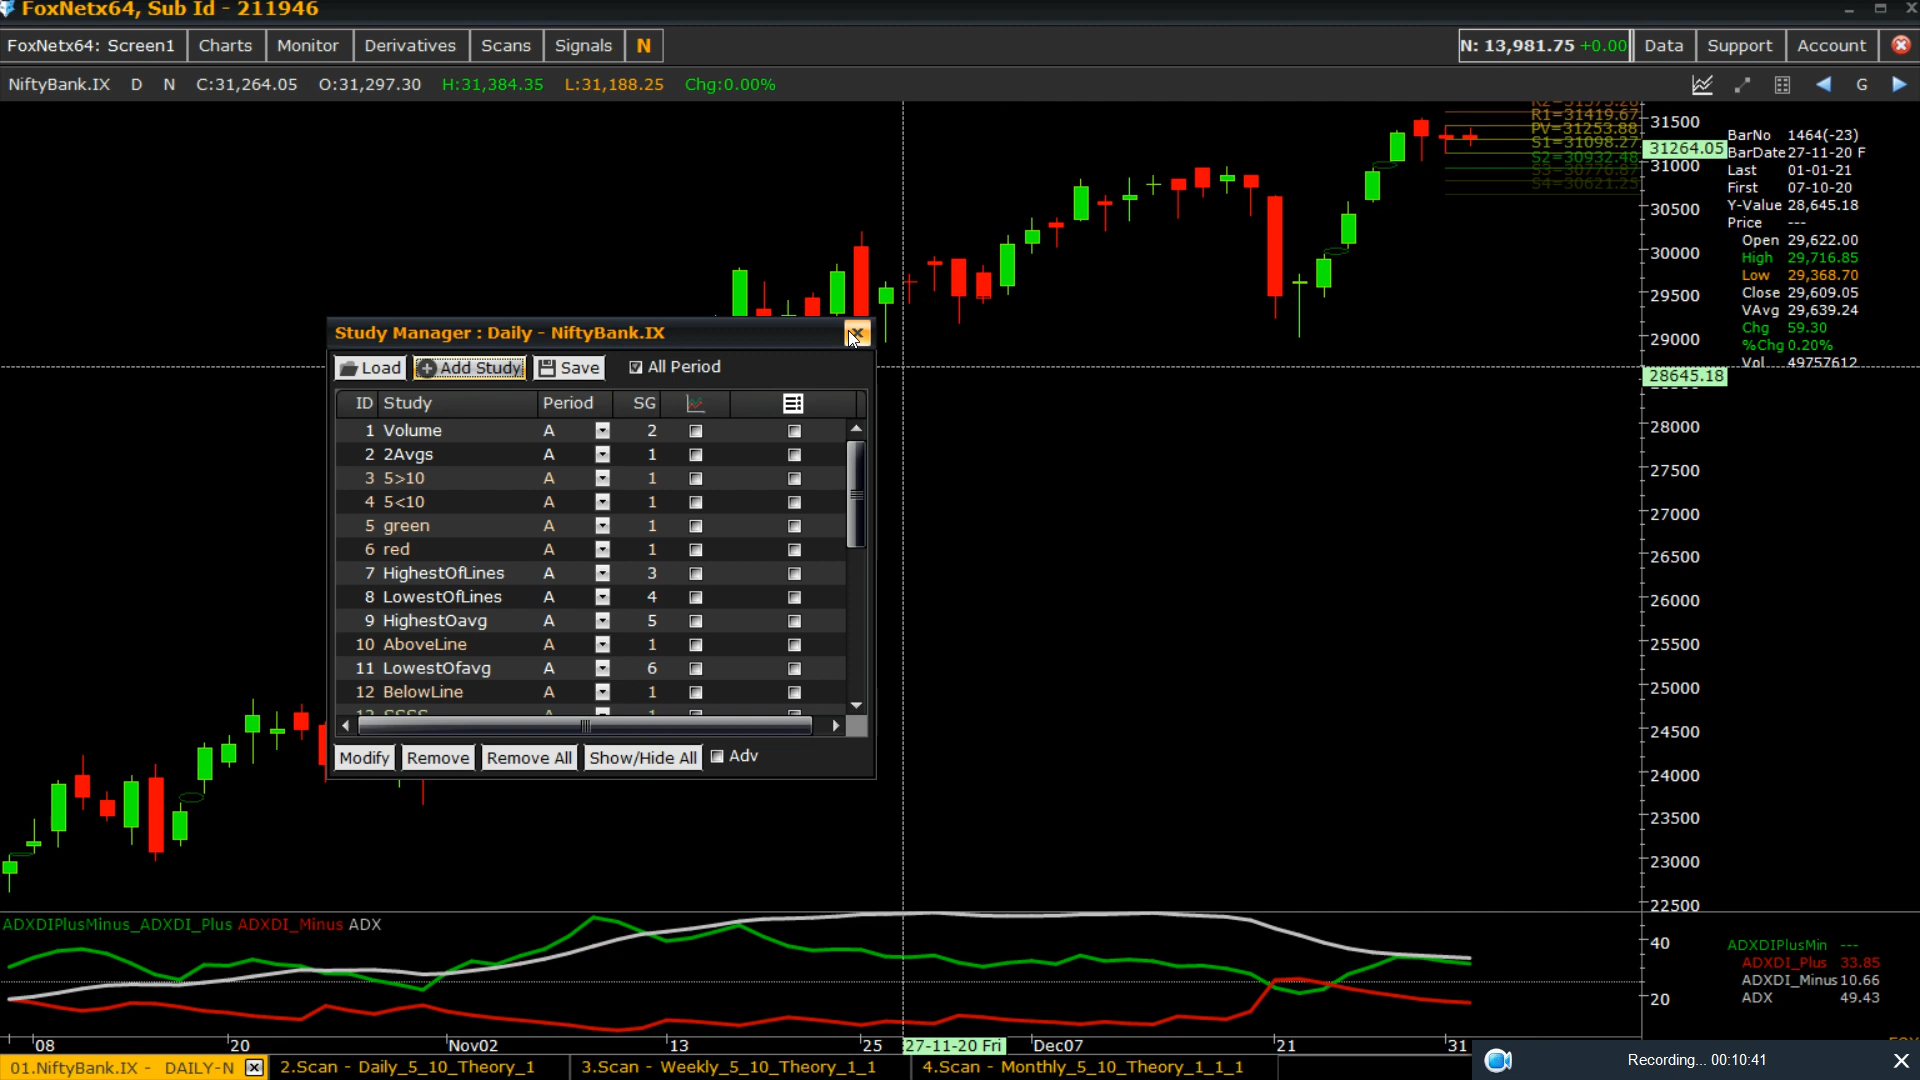 FoxNetx64, Sub Id - 211946
FoxNetx64: Screen1 Charts Monitor Derivatives Scans Signals N N: 13,981.75 +0.00 Data Support Account
NiftyBank.IX D N C:31,264.05 O:31,297.30 H:31,384.35 L:31,188.25 Chg:0.00% G
R1=31419.67
PV=31253.88
S1=31098.27
S2=30932.48
S3=30776.87
S4=30621.25
31500
31264.05
31000
30500
30000
29500
29000
28645.18
28000
27500
27000
26500
26000
25500
25000
24500
24000
23500
23000
22500
BarNo 1464(-23)
BarDate 27-11-20 F
Last 01-01-21
First 07-10-20
Y-Value 28,645.18
Price ---
Open 29,622.00
High 29,716.85
Low 29,368.70
Close 29,609.05
VAvg 29,639.24
Chg 59.30
%Chg 0.20%
Vol 49757612
Study Manager : Daily - NiftyBank.IX
Load Add Study Save All Period
ID Study Period SG
1 Volume A 2
2 2Avgs A 1
3 5>10 A 1
4 5<10 A 1
5 green A 1
6 red A 1
7 HighestOfLines A 3
8 LowestOfLines A 4
9 HighestOavg A 5
10 AboveLine A 1
11 LowestOfavg A 6
12 BelowLine A 1
Modify Remove Remove All Show/Hide All Adv
ADXDIPlusMinus_ADXDI_Plus ADXDI_Minus ADX
40
20
ADXDIPlusMin ---
ADXDI_Plus 33.85
ADXDI_Minus 10.66
ADX 49.43
08 20 Nov02 13 25 27-11-20 Fri Dec07 21 31
01.NiftyBank.IX - DAILY-N 2.Scan - Daily_5_10_Theory_1 3.Scan - Weekly_5_10_Theory_1_1 4.Scan - Monthly_5_10_Theory_1_1_1
Recording... 00:10:41